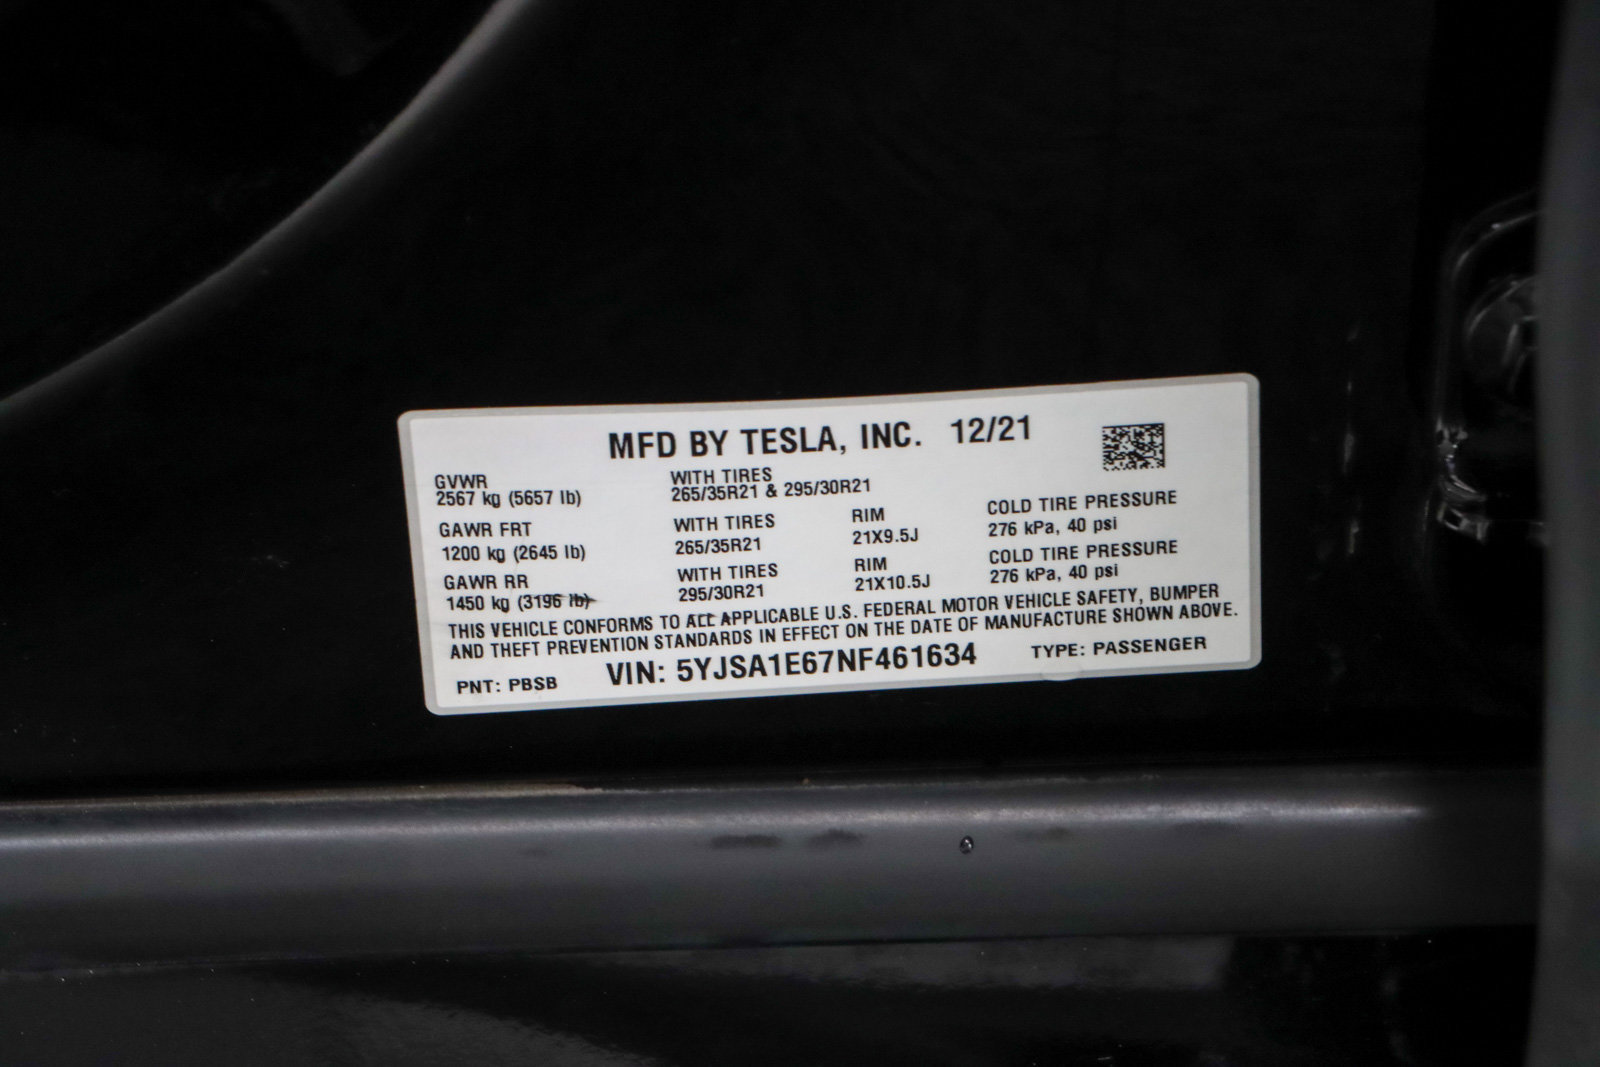 MFD BY TESLA, INC. 12/21
GVWR WITH TIRES
2567 kg (5657 lb) 265/35R21 & 295/30R21
GAWR FRT WITH TIRES RIM COLD TIRE PRESSURE
1200 kg (2645 lb) 265/35R21 21X9.5J 276 kPa, 40 psi
GAWR RR WITH TIRES RIM COLD TIRE PRESSURE
1450 kg (3196 lb) 295/30R21 21X10.5J 276 kPa, 40 psi
THIS VEHICLE CONFORMS TO ALL APPLICABLE U.S. FEDERAL MOTOR VEHICLE SAFETY, BUMPER
AND THEFT PREVENTION STANDARDS IN EFFECT ON THE DATE OF MANUFACTURE SHOWN ABOVE.
PNT: PBSB VIN: 5YJSA1E67NF461634 TYPE: PASSENGER